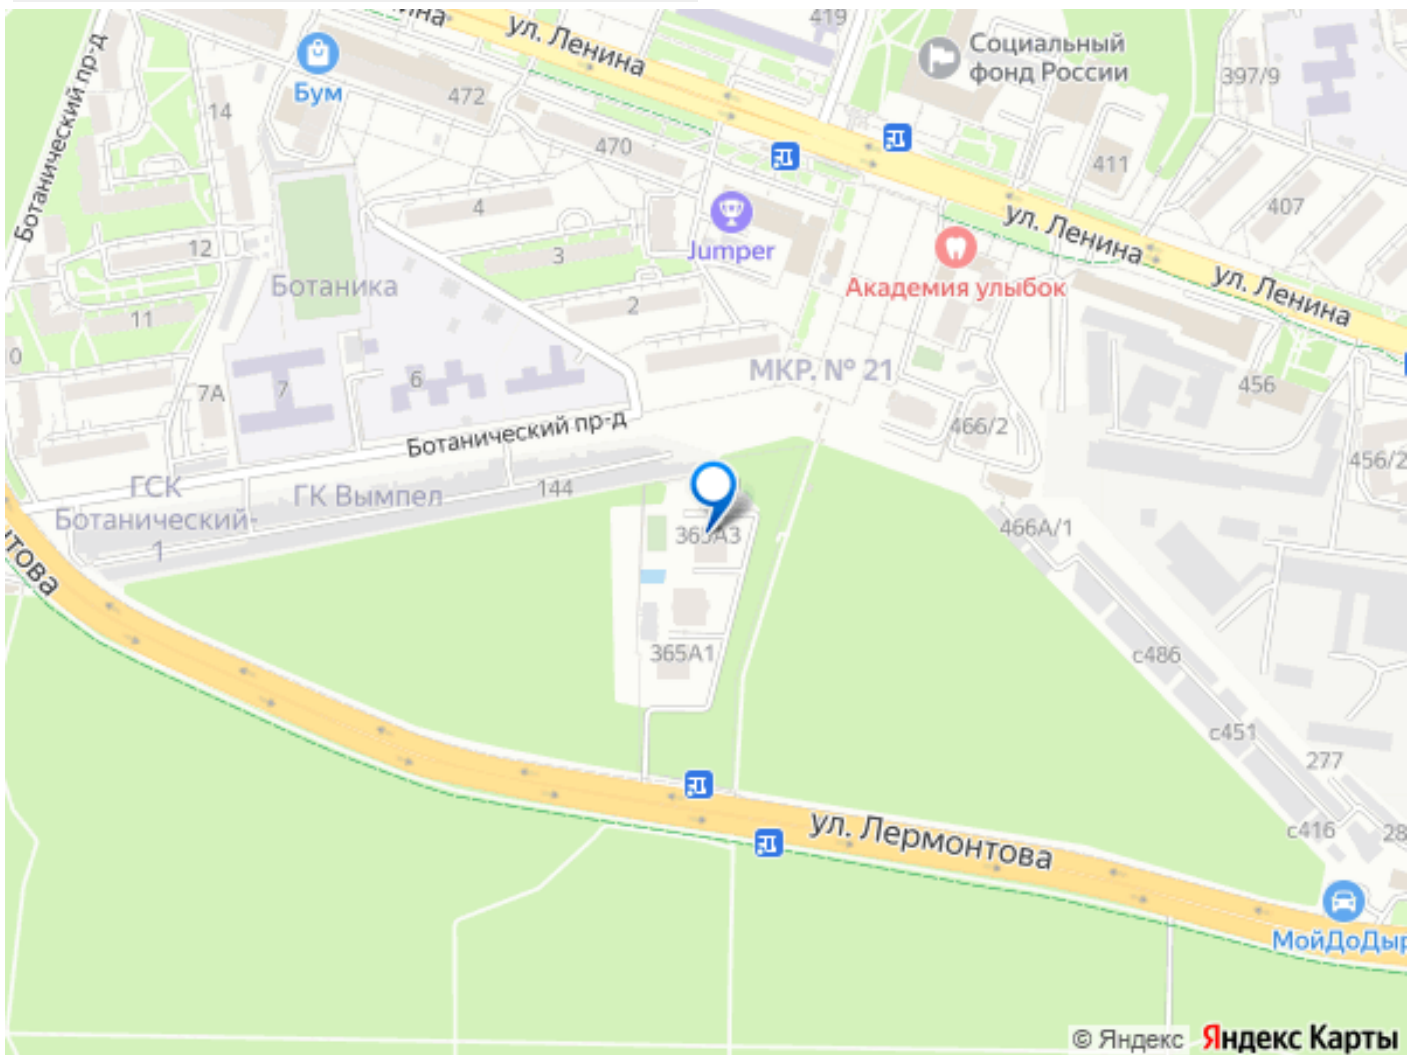 ул. Ленина
419
Социальный
фонд России
397/9
Ботанический пр-д
Бум
14
472
470
411
407
4
Jumper
ул. Ленина
12
3
Академия улыбок
ул. Ленина
Ботаника
2
11
МКР. № 21
7А
7
6
456
466/2
Ботанический пр-д
456/2
ГСК
Ботанический-
1
ГК Вымпел
144
365А3
466А/1
365А1
с486
с451
277
ул. Лермонтова
с416
МойДоДыр
© Яндекс
Яндекс Карты